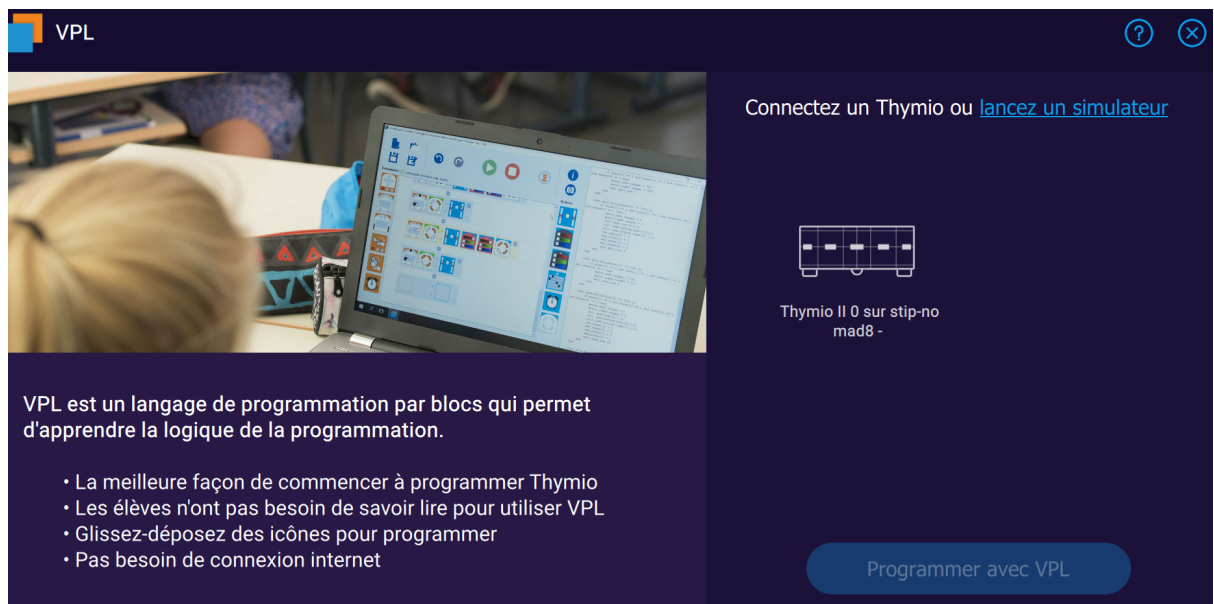 VPL
?
Connectez un Thymio ou lancez un simulateur
Thymio II 0 sur stip-no
mad8 -
VPL est un langage de programmation par blocs qui permet
d'apprendre la logique de la programmation.
• La meilleure façon de commencer à programmer Thymio
• Les élèves n'ont pas besoin de savoir lire pour utiliser VPL
• Glissez-déposez des icônes pour programmer
• Pas besoin de connexion internet
Programmer avec VPL